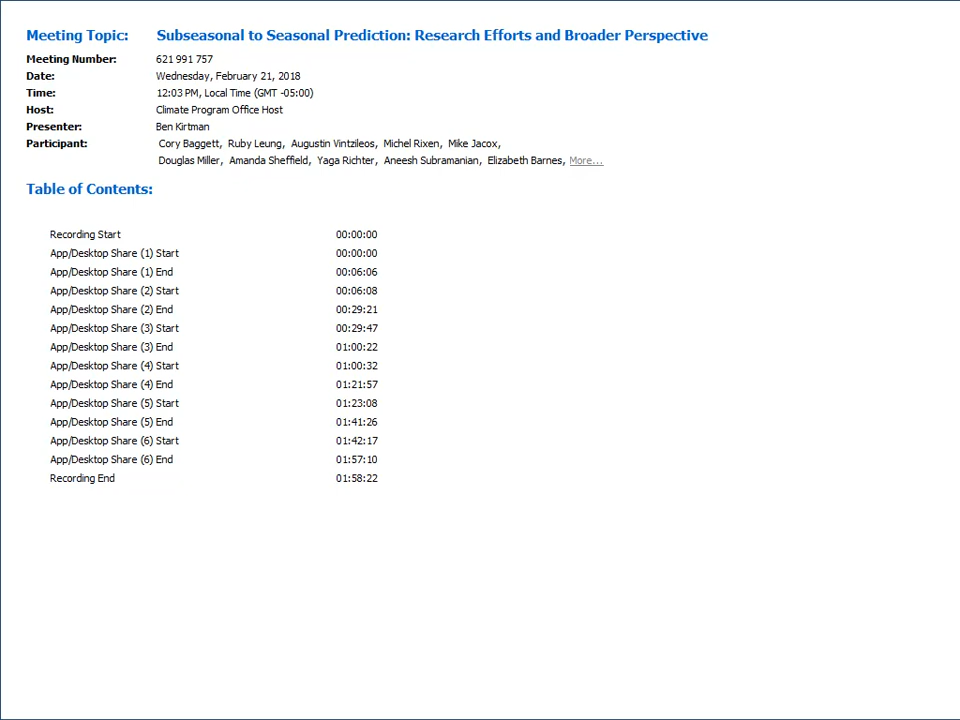 Meeting Topic: Subseasonal to Seasonal Prediction: Research Efforts and Broader Perspective
Meeting Number: 621 991 757
Date: Wednesday, February 21, 2018
Time: 12:03 PM, Local Time (GMT -05:00)
Host: Climate Program Office Host
Presenter: Ben Kirtman
Participant: Cory Baggett, Ruby Leung, Augustin Vintzileos, Michel Rixen, Mike Jacox,
Douglas Miller, Amanda Sheffield, Yaga Richter, Aneesh Subramanian, Elizabeth Barnes, More...
Table of Contents:
Recording Start 00:00:00
App/Desktop Share (1) Start 00:00:00
App/Desktop Share (1) End 00:06:06
App/Desktop Share (2) Start 00:06:08
App/Desktop Share (2) End 00:29:21
App/Desktop Share (3) Start 00:29:47
App/Desktop Share (3) End 01:00:22
App/Desktop Share (4) Start 01:00:32
App/Desktop Share (4) End 01:21:57
App/Desktop Share (5) Start 01:23:08
App/Desktop Share (5) End 01:41:26
App/Desktop Share (6) Start 01:42:17
App/Desktop Share (6) End 01:57:10
Recording End 01:58:22